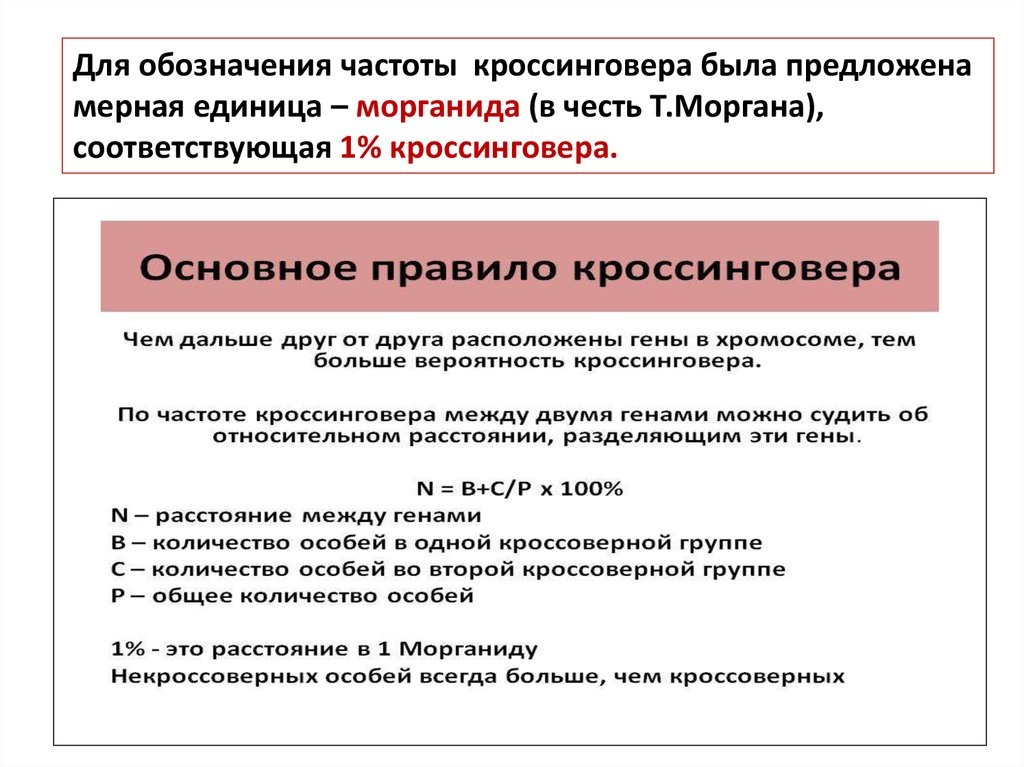 Для обозначения частоты кроссинговера была предложена
мерная единица – морганида (в честь Т.Моргана),
соответствующая 1% кроссинговера.
Основное правило кроссинговера
Чем дальше друг от друга расположены гены в хромосоме, тем
больше вероятность кроссинговера.
По частоте кроссинговера между двумя генами можно судить об
относительном расстоянии, разделяющим эти гены.
N = В+С/Р х 100%
N – расстояние между генами
В – количество особей в одной кроссоверной группе
С – количество особей во второй кроссоверной группе
Р – общее количество особей
1% - это расстояние в 1 Морганиду
Некроссоверных особей всегда больше, чем кроссоверных